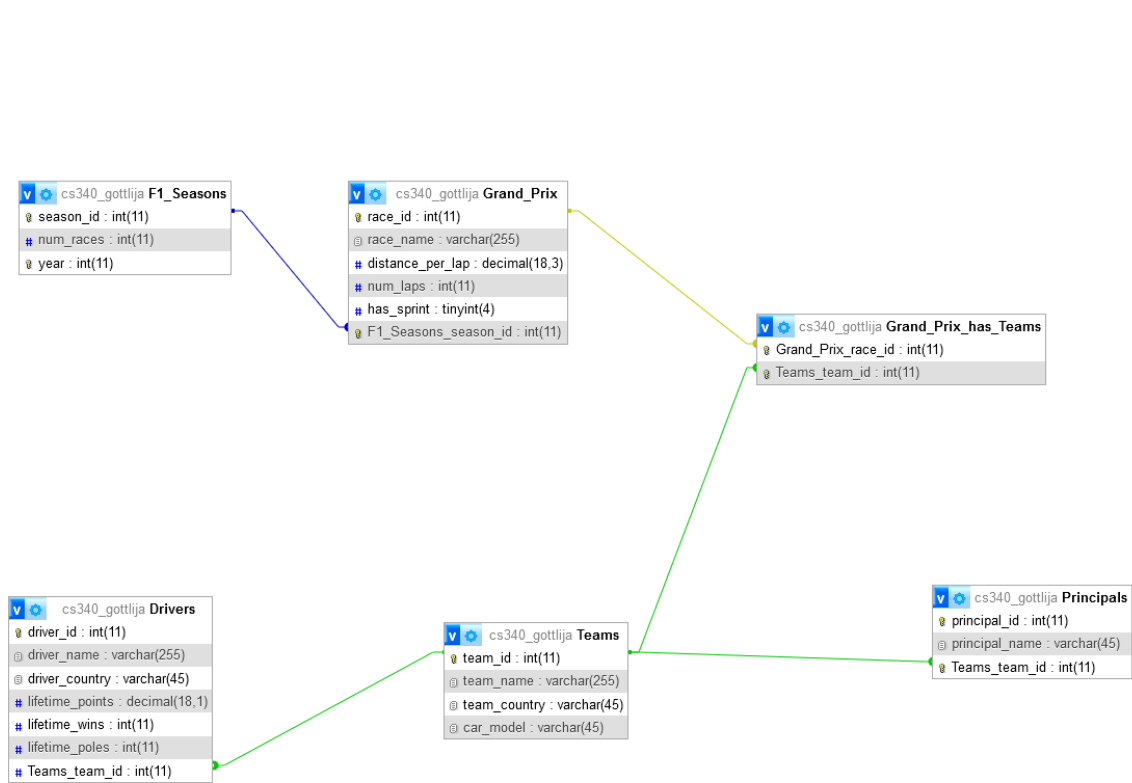 v cs340_gottlija F1_Seasons
season_id : int(11)
# num_races : int(11)
year : int(11)
v cs340_gottlija Grand_Prix
race_id : int(11)
race_name : varchar(255)
# distance_per_lap : decimal(18,3)
# num_laps : int(11)
# has_sprint : tinyint(4)
F1_Seasons_season_id : int(11)
v cs340_gottlija Grand_Prix_has_Teams
Grand_Prix_race_id : int(11)
Teams_team_id : int(11)
v cs340_gottlija Drivers
driver_id : int(11)
driver_name : varchar(255)
driver_country : varchar(45)
# lifetime_points : decimal(18,1)
# lifetime_wins : int(11)
# lifetime_poles : int(11)
# Teams_team_id : int(11)
v cs340_gottlija Teams
team_id : int(11)
team_name : varchar(255)
team_country : varchar(45)
car_model : varchar(45)
v cs340_gottlija Principals
principal_id : int(11)
principal_name : varchar(45)
Teams_team_id : int(11)